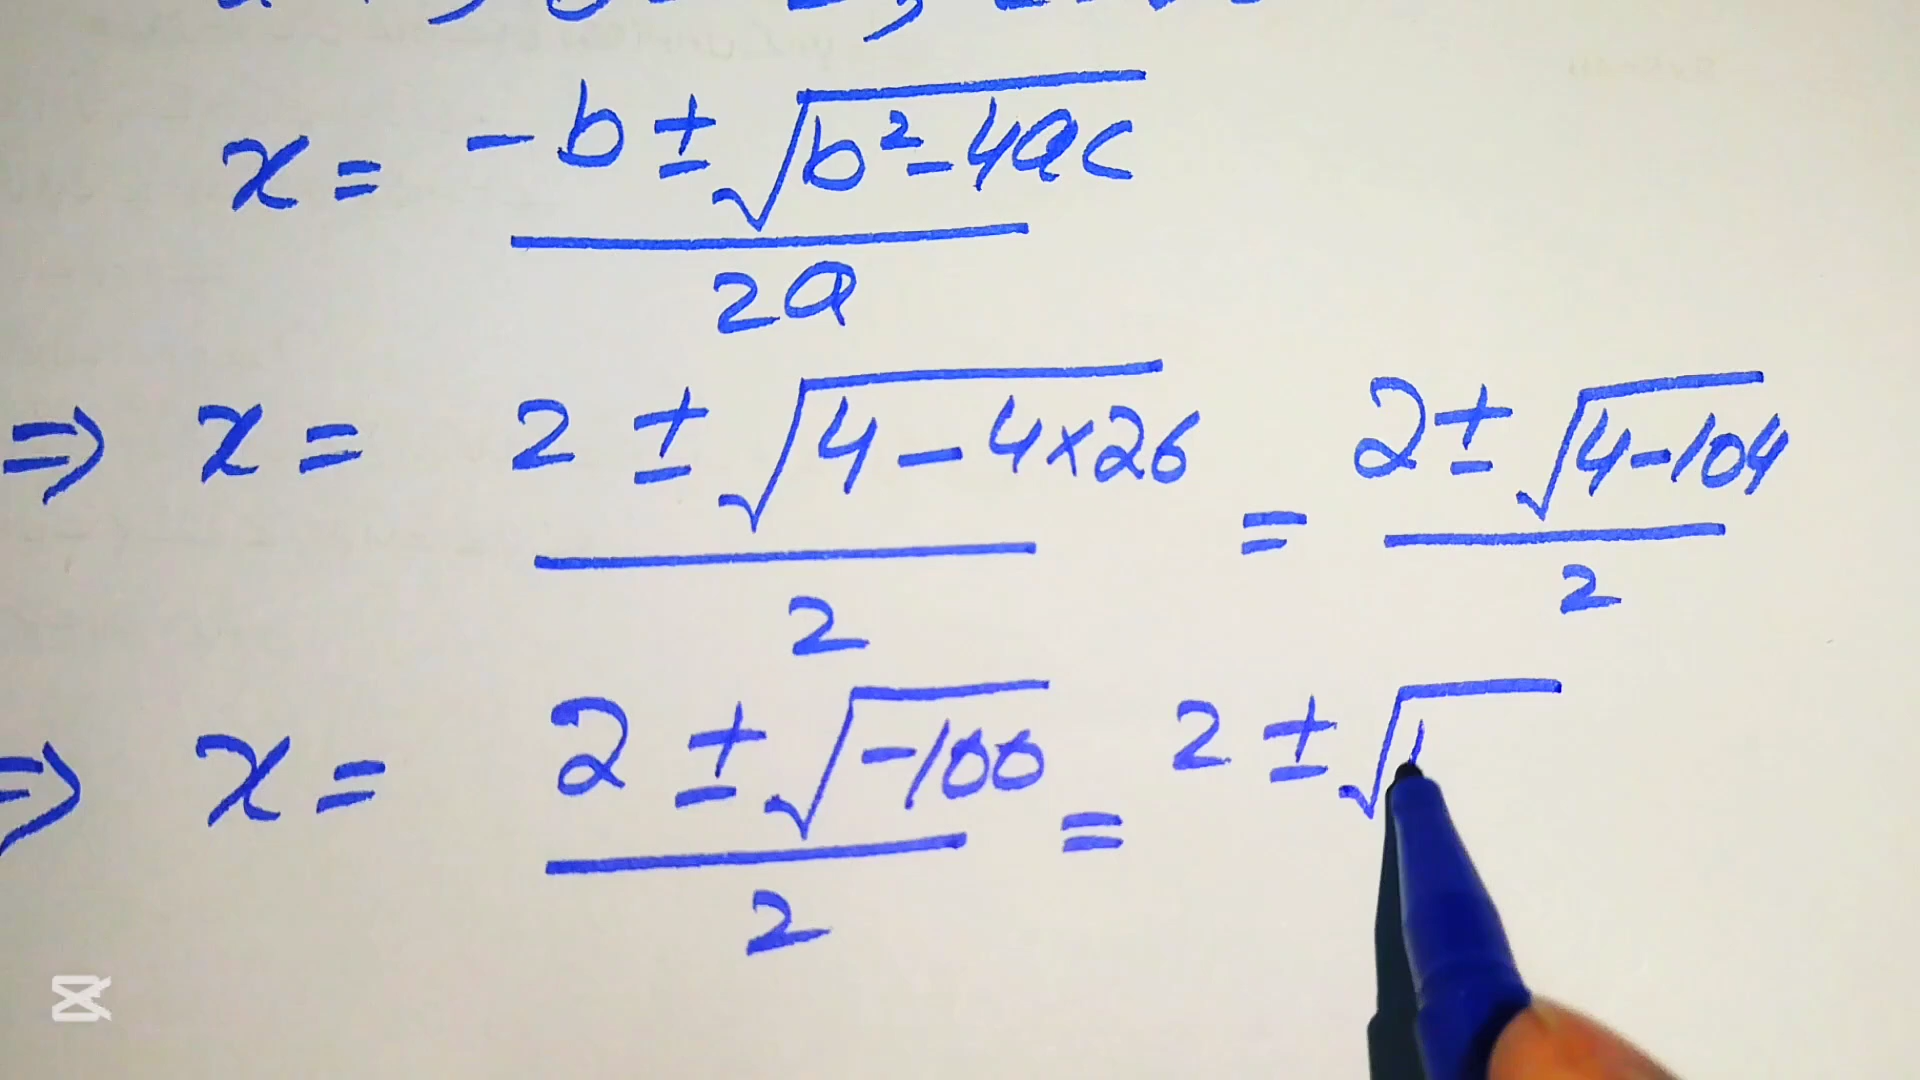 x = -b ± √(b² - 4ac) / 2a
⇒ x = 2 ± √(4 - 4×26) / 2 = 2 ± √(4 - 104) / 2
⇒ x = 2 ± √(-100) / 2 = 2 ± √